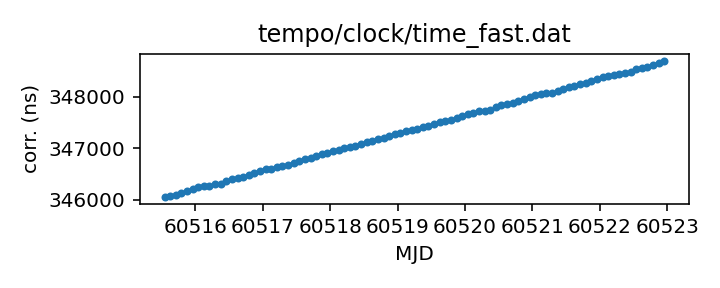 tempo/clock/time_fast.dat
corr. (ns)
348000
347000
346000
60516 60517 60518 60519 60520 60521 60522 60523
MJD